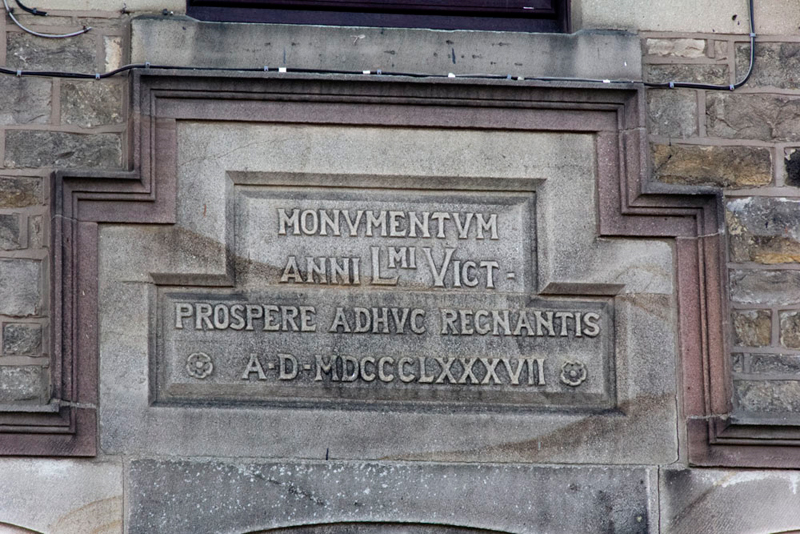 MONVMENTVM
ANNI LMI VICT-
PROSPERE ADHVC REGNANTIS
A-D-MDCCCLXXXVII